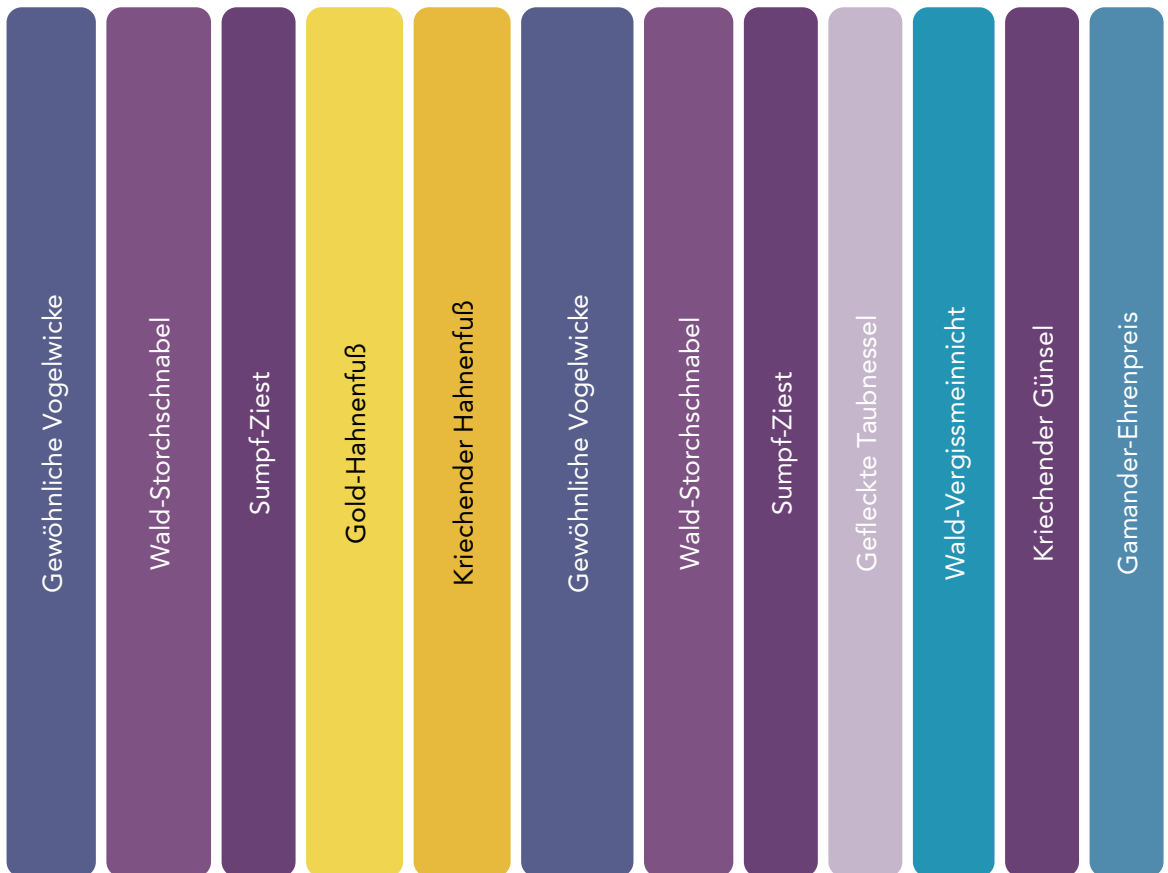 Gewöhnliche Vogelwicke
Wald-Storchschnabel
Sumpf-Ziest
Gold-Hahnenfuß
Kriechender Hahnenfuß
Gewöhnliche Vogelwicke
Wald-Storchschnabel
Sumpf-Ziest
Gefleckte Taubnessel
Wald-Vergissmeinnicht
Kriechender Günsel
Gamander-Ehrenpreis